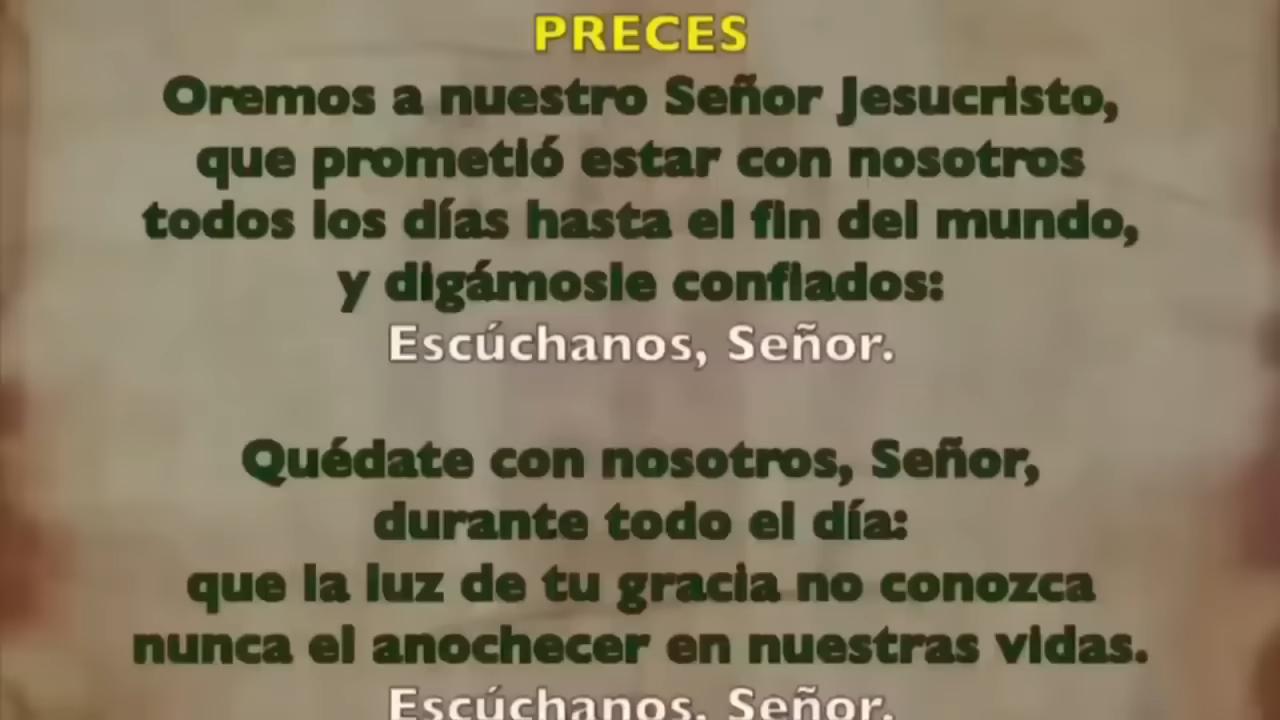 PRECES
Oremos a nuestro Señor Jesucristo,
que prometió estar con nosotros
todos los días hasta el fin del mundo,
y digámosle confiados:
Escúchanos, Señor.
Quédate con nosotros, Señor,
durante todo el día:
que la luz de tu gracia no conozca
nunca el anochecer en nuestras vidas.
Escúchanos, Señor.